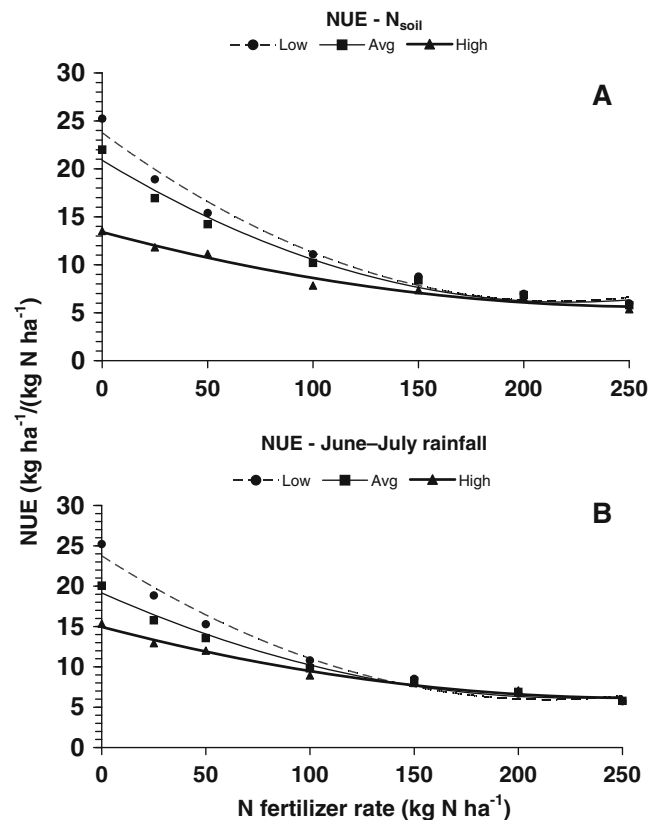 NUE - Nsoil
Low Avg High
A
30
25
20
15
10
5
0
0 50 100 150 200 250
NUE - June–July rainfall
Low Avg High
B
30
25
20
15
10
5
0
0 50 100 150 200 250
NUE (kg ha⁻¹/(kg N ha⁻¹)
N fertilizer rate (kg N ha⁻¹)